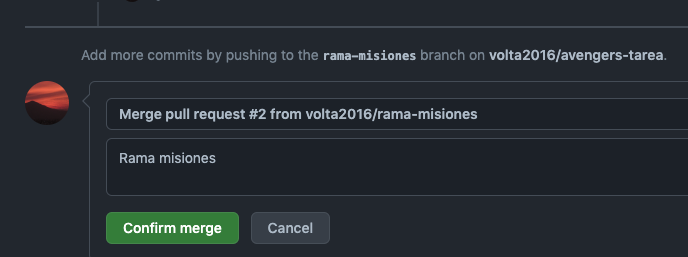 Add more commits by pushing to the rama-misiones branch on volta2016/avengers-tarea.
Merge pull request #2 from volta2016/rama-misiones
Rama misiones
Confirm merge
Cancel